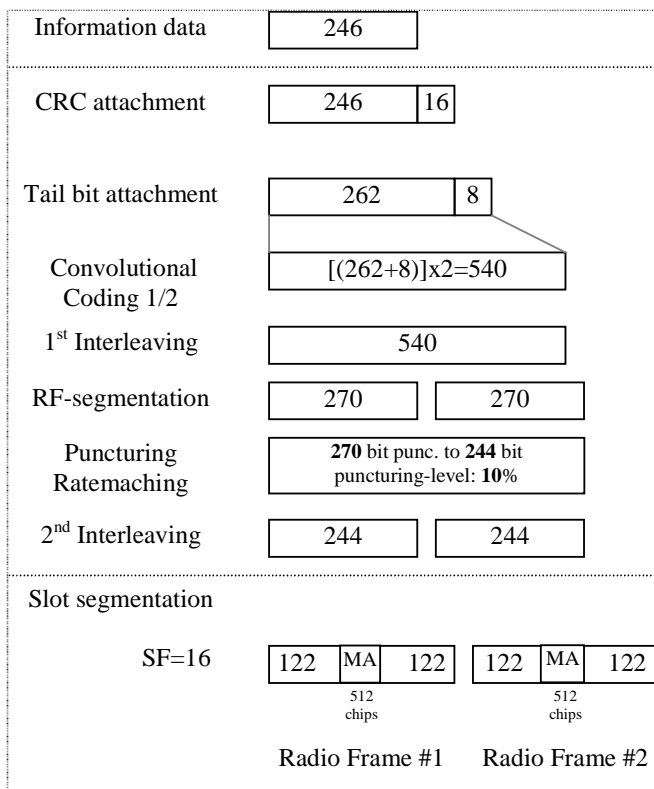 Information data
246
CRC attachment
246 16
Tail bit attachment
262 8
Convolutional
Coding 1/2
[(262+8)]x2=540
1st Interleaving
540
RF-segmentation
270 270
Puncturing
Ratemaching
270 bit punc. to 244 bit
puncturing-level: 10%
2nd Interleaving
244 244
Slot segmentation
SF=16
122 MA 122 122 MA 122
512 512
chips chips
Radio Frame #1 Radio Frame #2